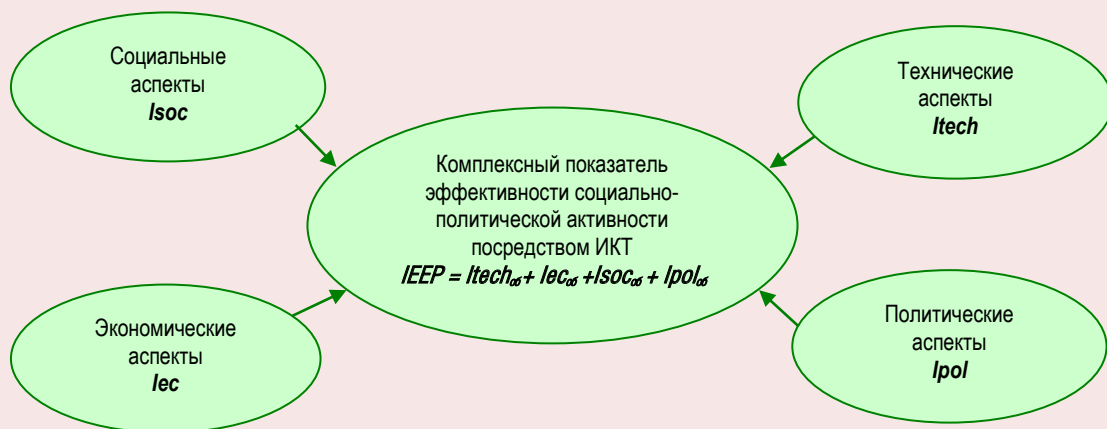 Социальные
аспекты
Isoc
Технические
аспекты
Itech
Комплексный показатель
эффективности социально-
политической активности
посредством ИКТ
IEEP = Itechоб+ Iecоб +Isocоб + Ipolоб
Экономические
аспекты
Iec
Политические
аспекты
Ipol